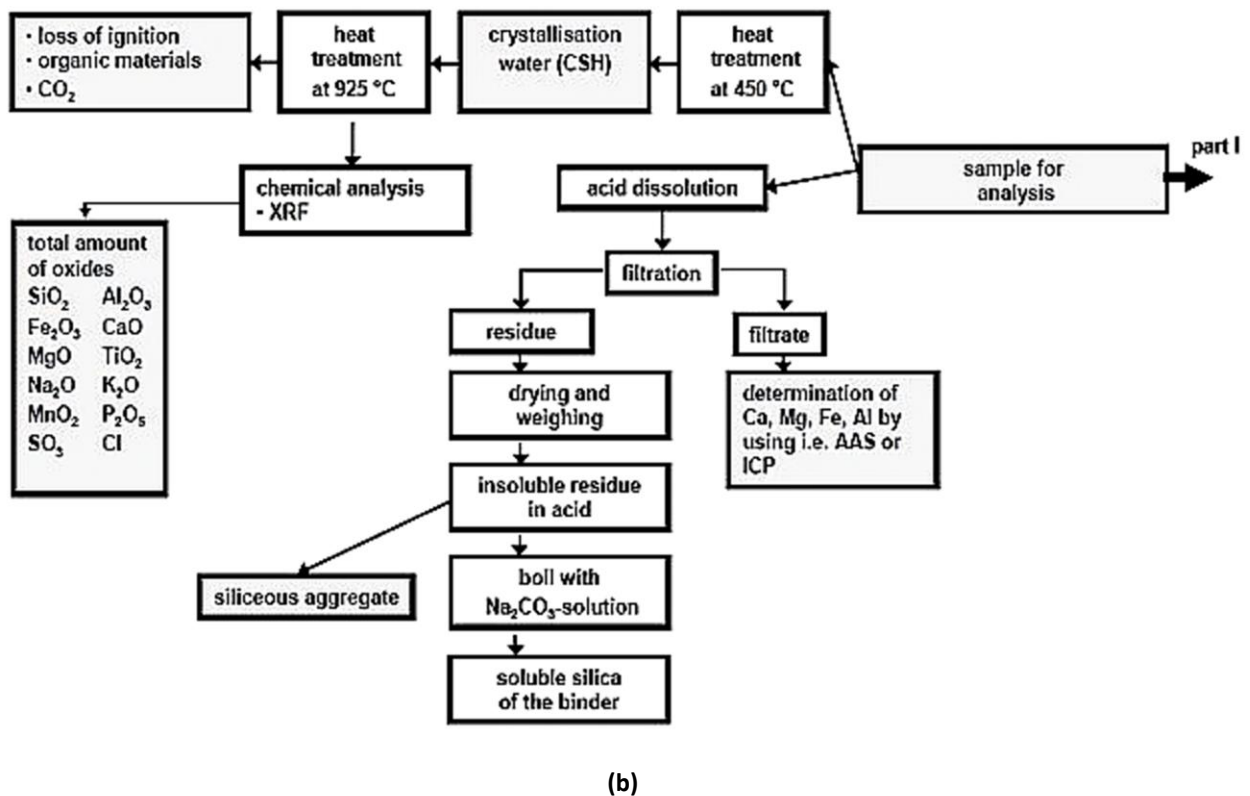 · loss of ignition
· organic materials
· CO₂
heat
treatment
at 925 °C
crystallisation
water (CSH)
heat
treatment
at 450 °C
part I
sample for
analysis
chemical analysis
- XRF
acid dissolution
total amount
of oxides
SiO₂ Al₂O₃
Fe₂O₃ CaO
MgO TiO₂
Na₂O K₂O
MnO₂ P₂O₅
SO₃ Cl
filtration
residue
filtrate
drying and
weighing
determination of
Ca, Mg, Fe, Al by
using i.e. AAS or
ICP
insoluble residue
in acid
siliceous aggregate
boil with
Na₂CO₃-solution
soluble silica
of the binder
(b)